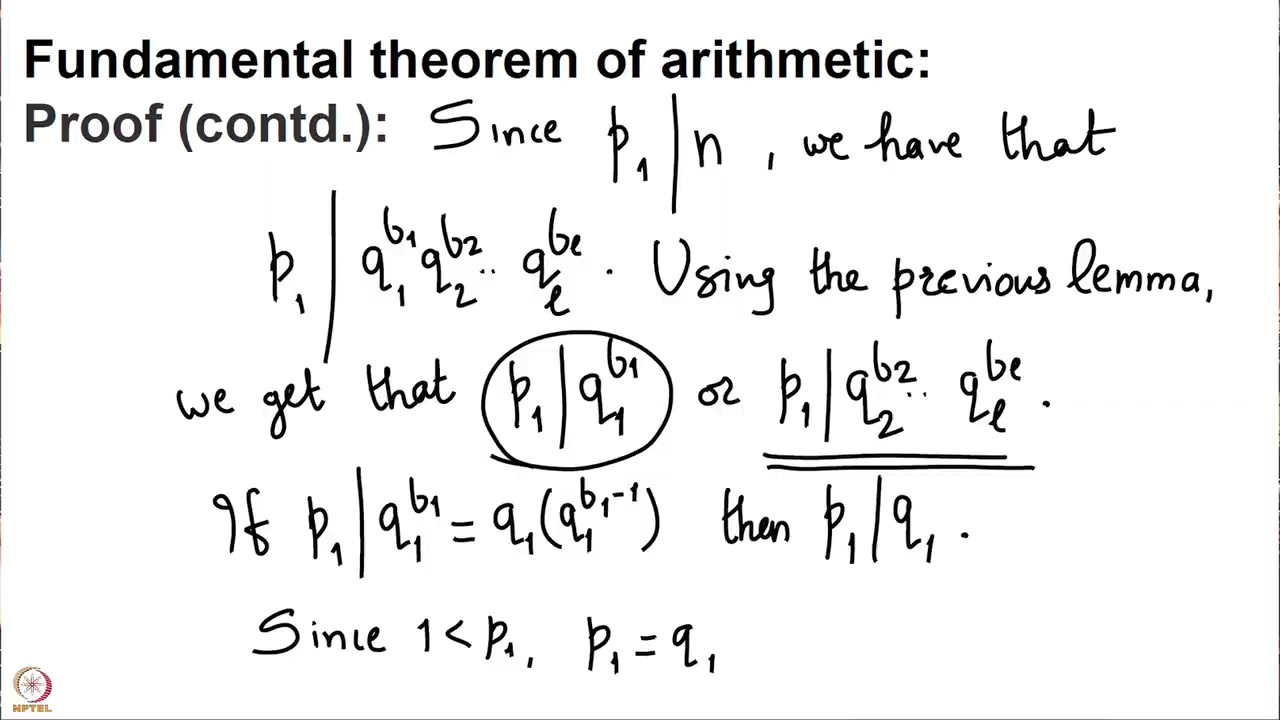 Fundamental theorem of arithmetic:
Proof (contd.): Since p₁ | n, we have that
p₁ | q₁^b₁ q₂^b₂ .. q_ℓ^b_ℓ. Using the previous lemma,
we get that p₁ | q₁^b₁ or p₁ | q₂^b₂ .. q_ℓ^b_ℓ.
If p₁ | q₁^b₁ = q₁(q₁^b₁-1) then p₁ | q₁.
Since 1 < p₁, p₁ = q₁
NPTEL